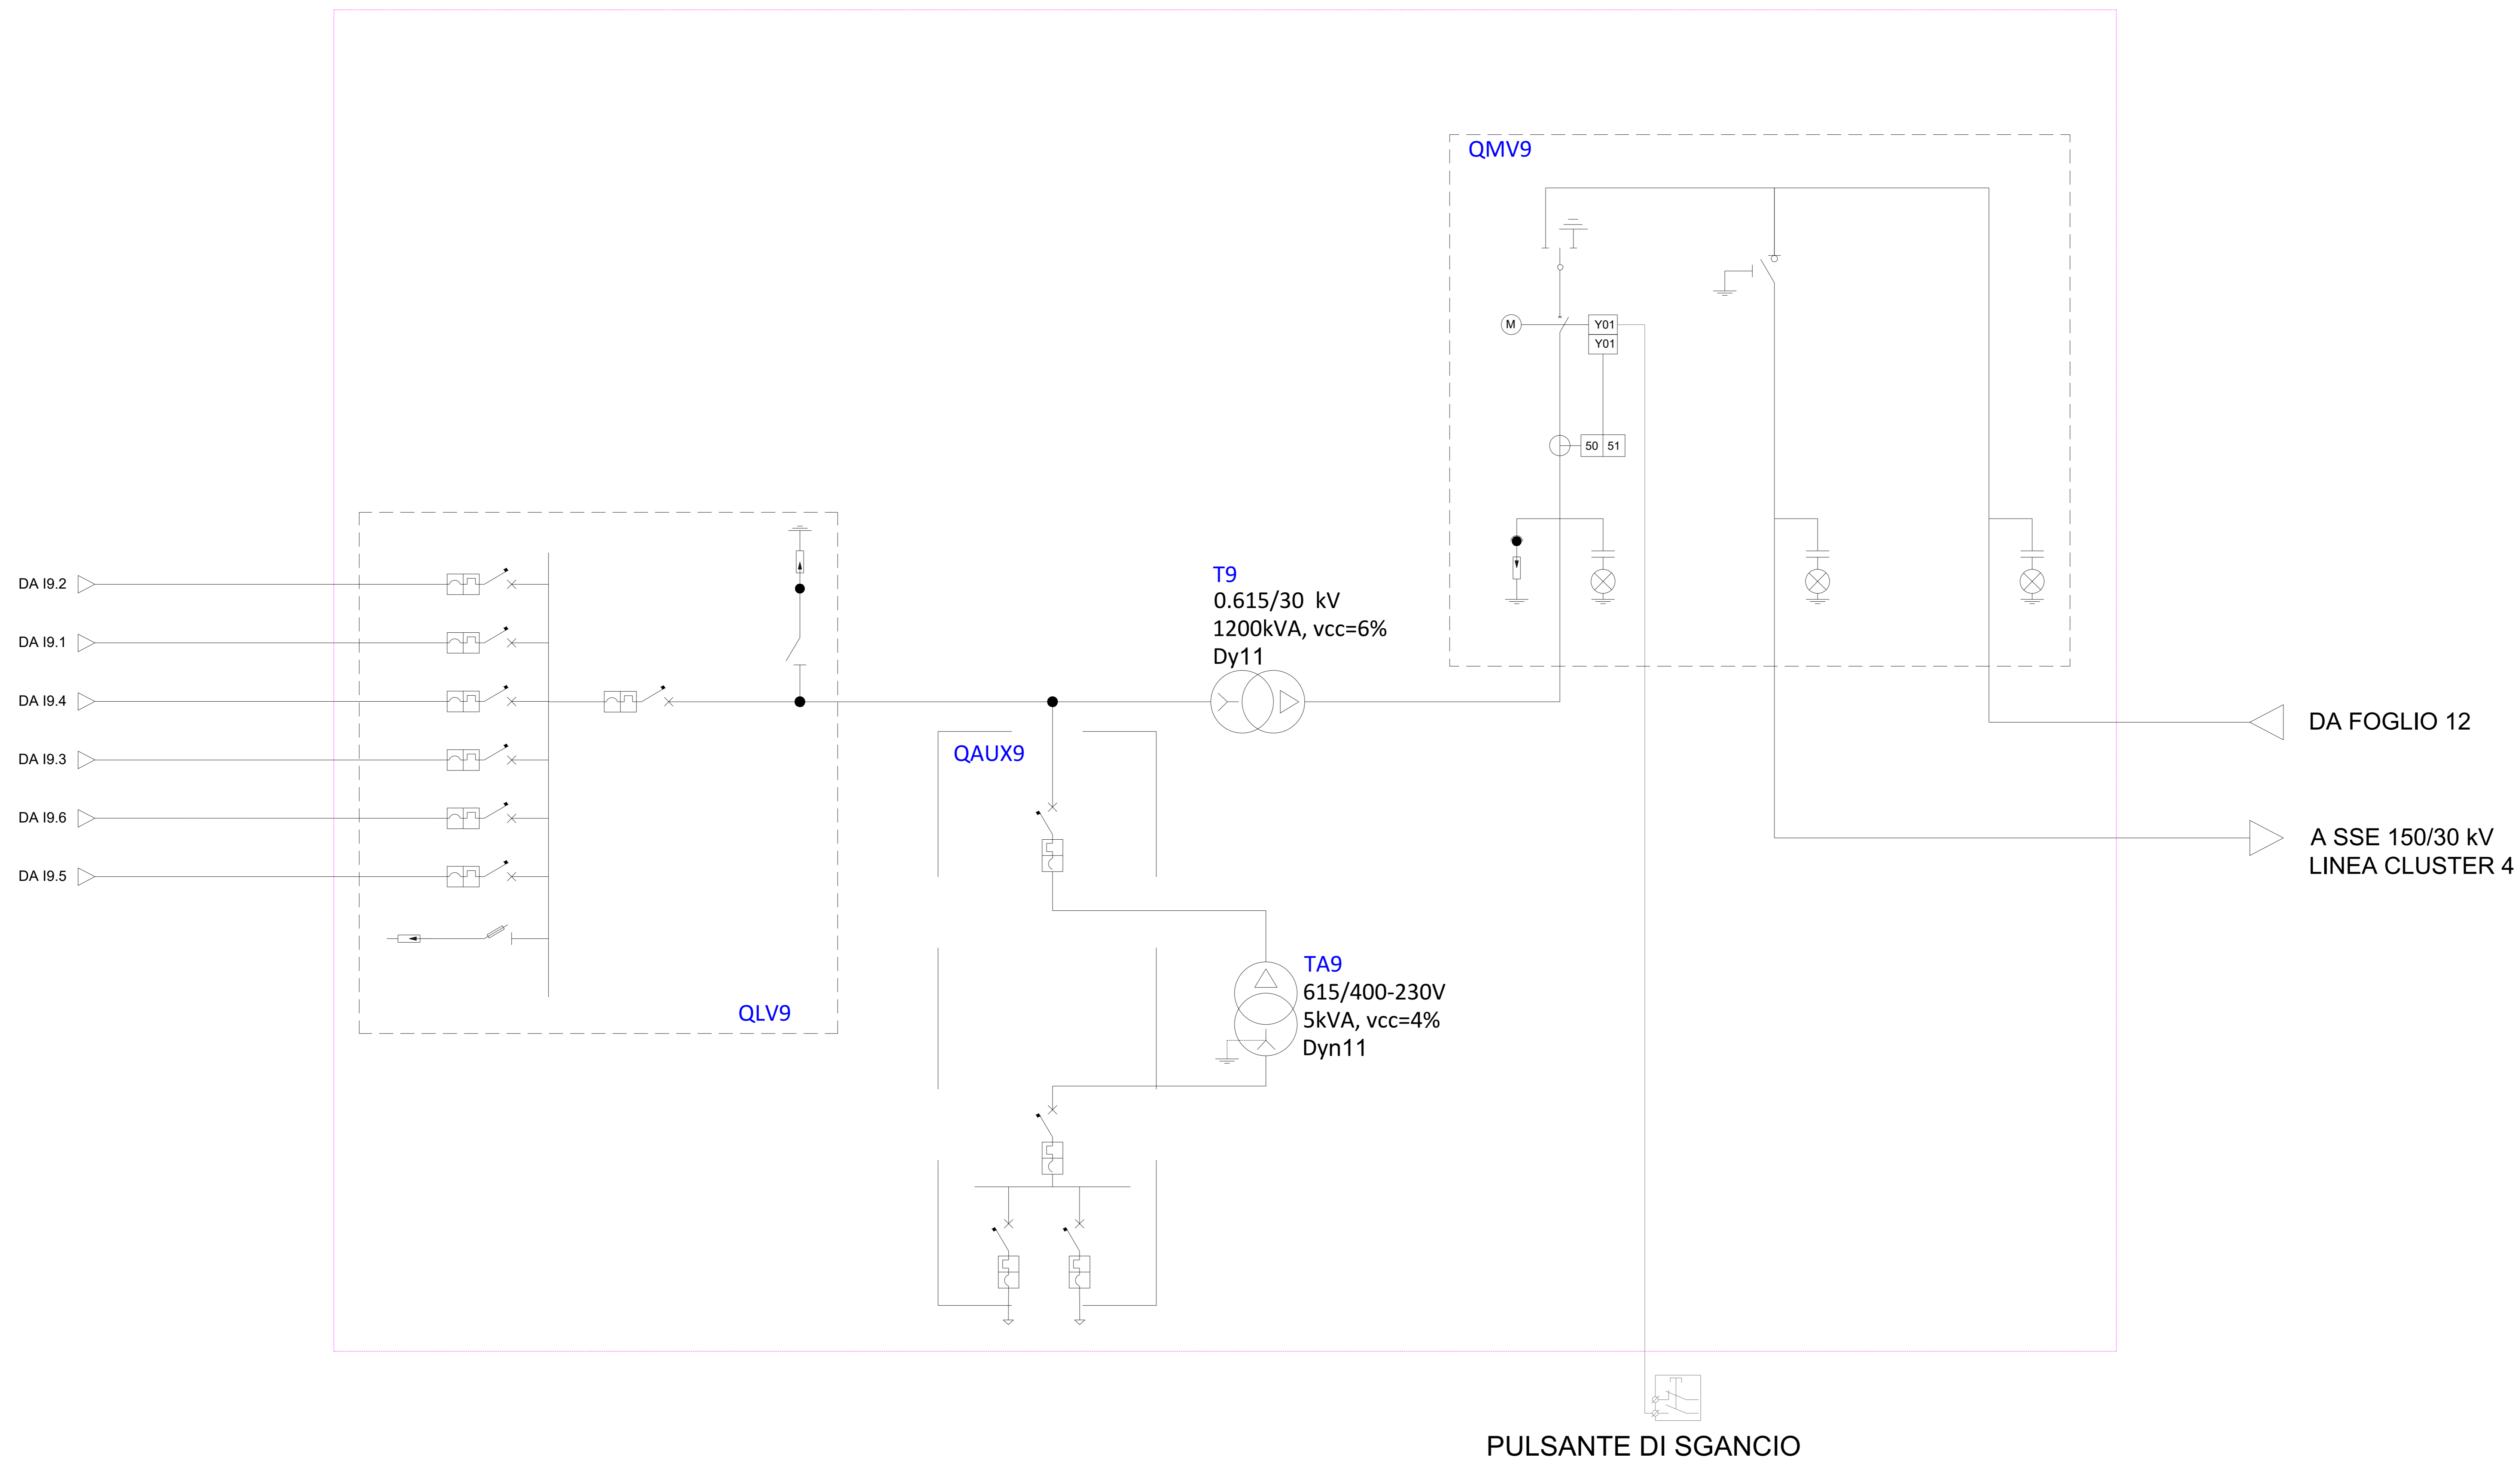 QMV9
M
Y01
Y01
50 51
DA I9.2
DA I9.1
DA I9.4
DA I9.3
DA I9.6
DA I9.5
QLV9
T9
0.615/30 kV
1200kVA, vcc=6%
Dy11
QAUX9
TA9
615/400-230V
5kVA, vcc=4%
Dyn11
DA FOGLIO 12
A SSE 150/30 kV
LINEA CLUSTER 4
PULSANTE DI SGANCIO